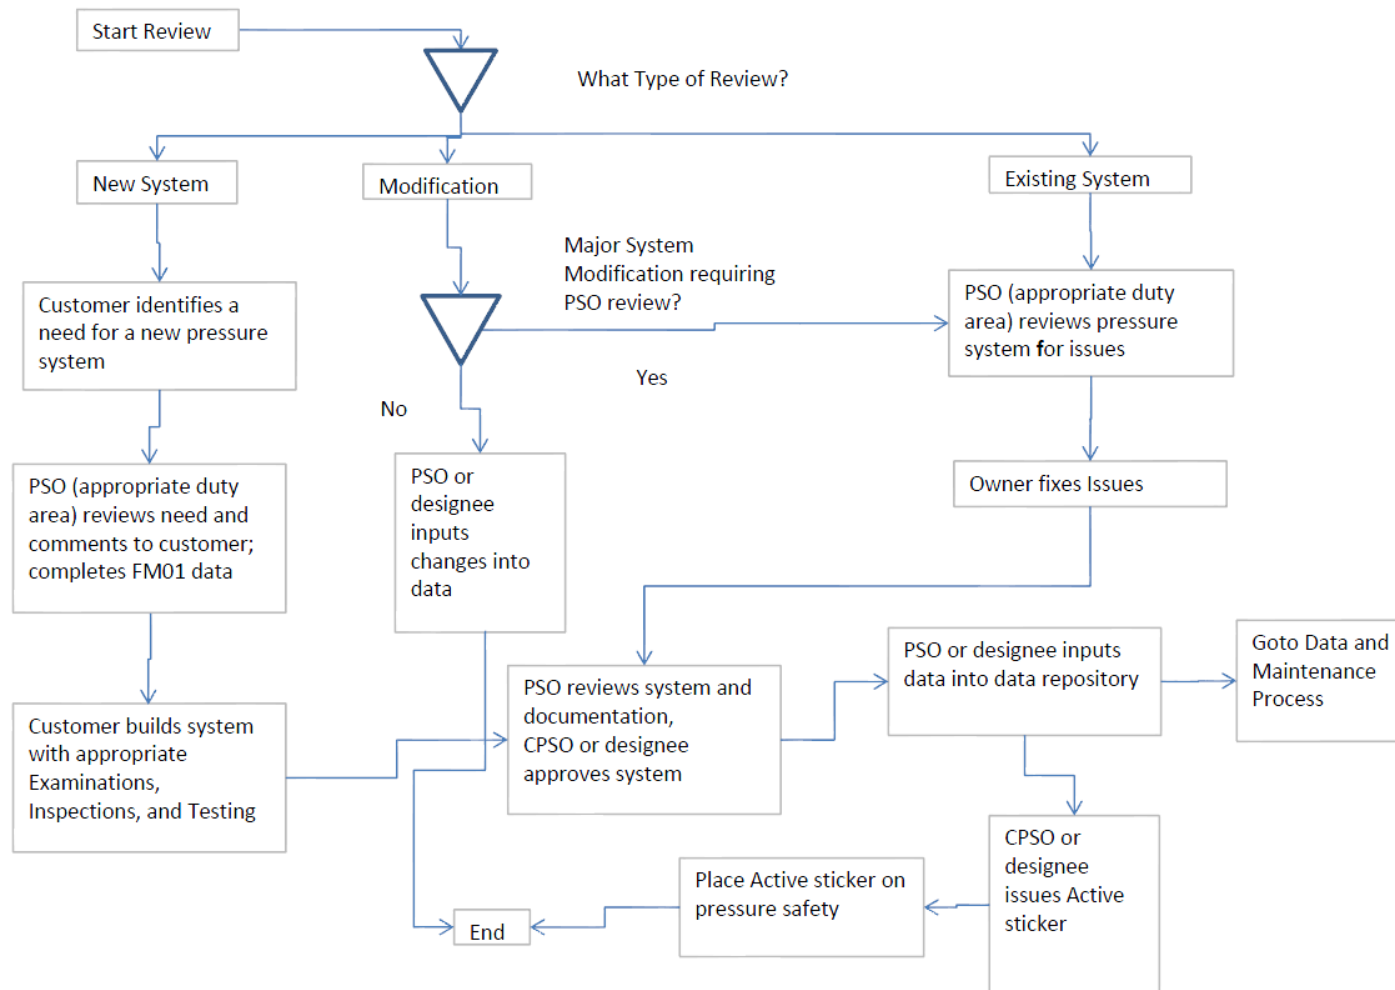 Start Review
What Type of Review?
New System
Modification
Existing System
Customer identifies a
need for a new pressure
system
Major System
Modification requiring
PSO review?
PSO (appropriate duty
area) reviews pressure
system for issues
Yes
No
PSO (appropriate duty
area) reviews need and
comments to customer;
completes FM01 data
PSO or
designee
inputs
changes into
data
Owner fixes Issues
Customer builds system
with appropriate
Examinations,
Inspections, and Testing
PSO reviews system and
documentation,
CPSO or designee
approves system
PSO or designee inputs
data into data repository
Goto Data and
Maintenance
Process
CPSO or
designee
issues Active
sticker
Place Active sticker on
pressure safety
End